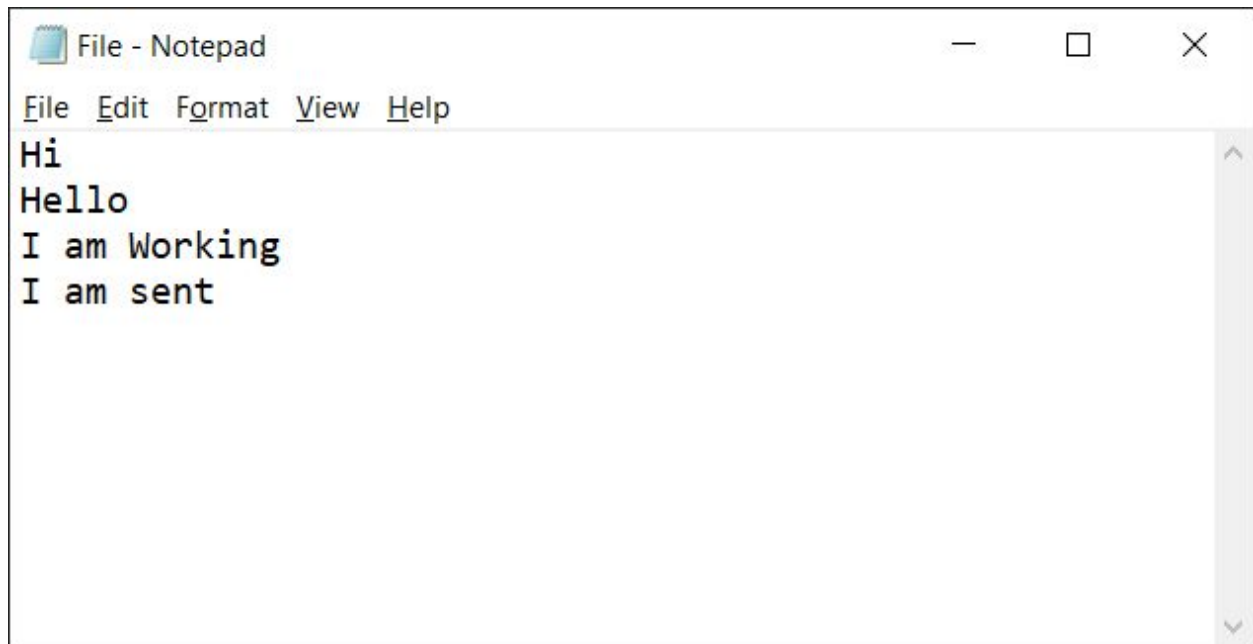 File - Notepad
File Edit Format View Help
Hi
Hello
I am Working
I am sent